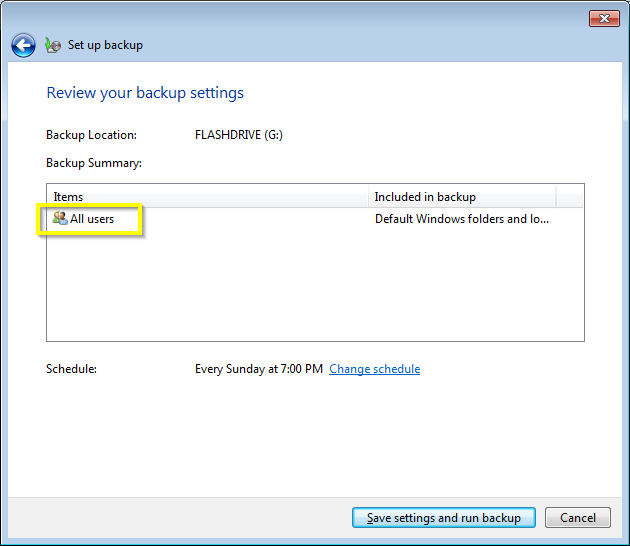 Set up backup
Review your backup settings
Backup Location: FLASHDRIVE (G:)
Backup Summary:
Items Included in backup
All users Default Windows folders and lo...
Schedule: Every Sunday at 7:00 PM Change schedule
Save settings and run backup Cancel